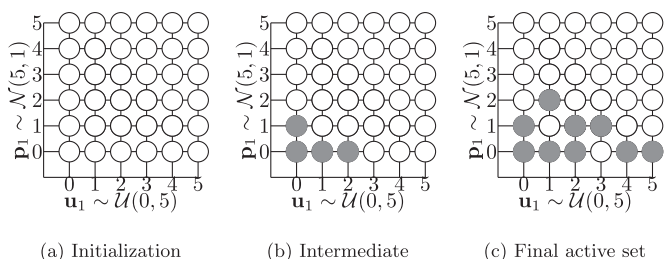 5
4
3
2
1
0
p₁ ~ N(5, 1)
0 1 2 3 4 5
u₁ ~ U(0, 5)
(a) Initialization
5
4
3
2
1
0
p₁ ~ N(5, 1)
0 1 2 3 4 5
u₁ ~ U(0, 5)
(b) Intermediate
5
4
3
2
1
0
p₁ ~ N(5, 1)
0 1 2 3 4 5
u₁ ~ U(0, 5)
(c) Final active set